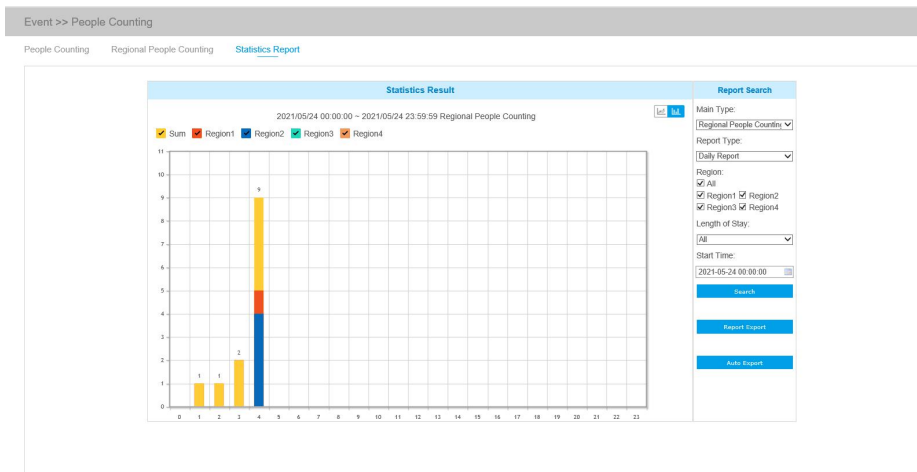 Event >> People Counting
People Counting Regional People Counting Statistics Report
Statistics Result
2021/05/24 00:00:00 ~ 2021/05/24 23:59:59 Regional People Counting
Sum Region1 Region2 Region3 Region4
11
10
9
8
7
6
5
4
3
2
1
0
1 1 2 9
0 1 2 3 4 5 6 7 8 9 10 11 12 13 14 15 16 17 18 19 20 21 22 23
Report Search
Main Type:
Regional People Counting
Report Type:
Daily Report
Region:
All
Region1 Region2
Region3 Region4
Length of Stay:
All
Start Time:
2021-05-24 00:00:00
Search
Report Export
Auto Export